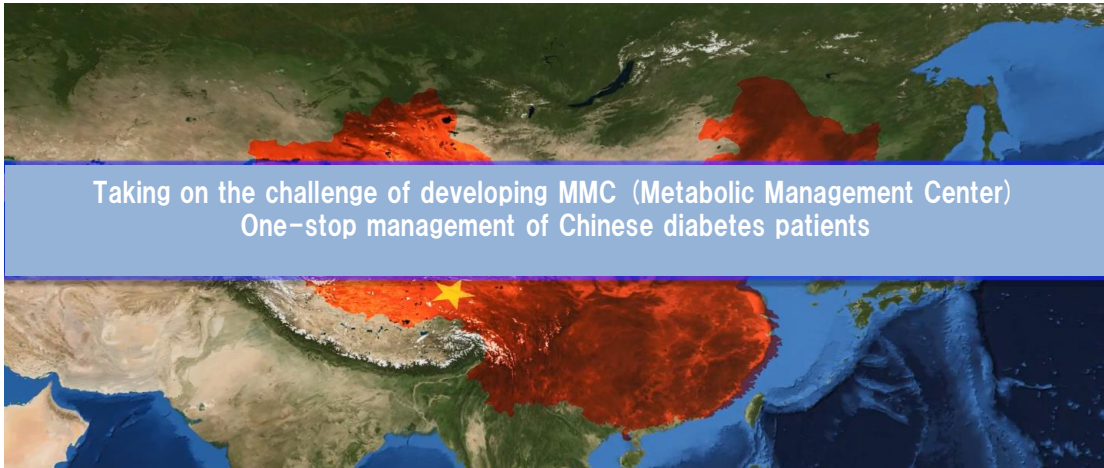 Taking on the challenge of developing MMC (Metabolic Management Center)
One-stop management of Chinese diabetes patients